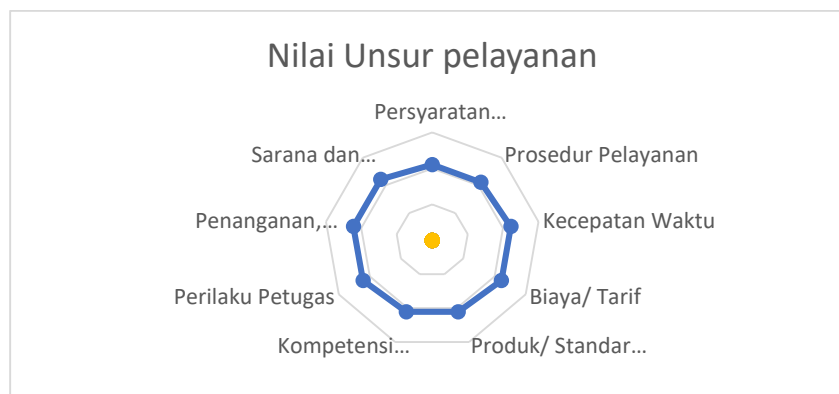 Nilai Unsur pelayanan
Persyaratan...
Prosedur Pelayanan
Kecepatan Waktu
Biaya/ Tarif
Produk/ Standar...
Kompetensi...
Perilaku Petugas
Penanganan,...
Sarana dan...